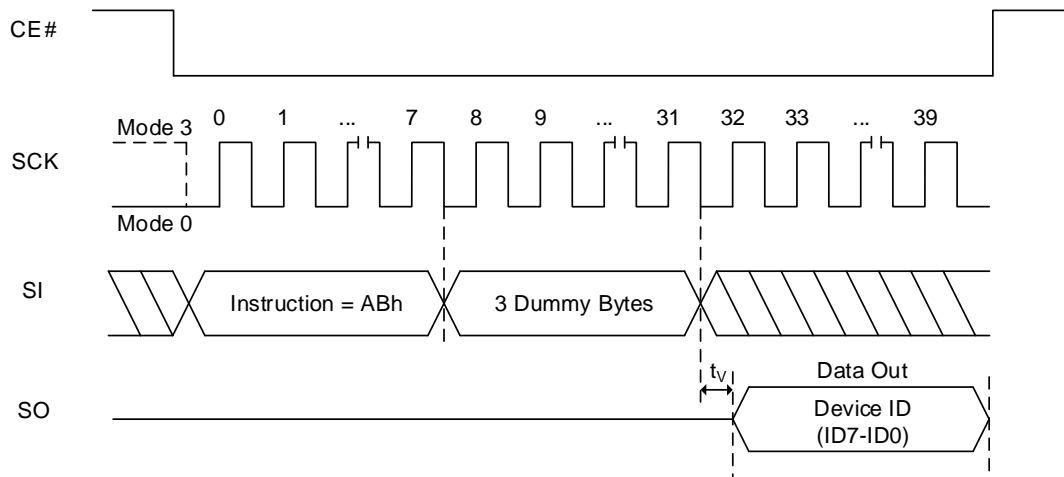 CE#
0 1 ... 7 8 9 ... 31 32 33 ... 39
Mode 3
SCK
Mode 0
SI
Instruction = ABh
3 Dummy Bytes
tV
Data Out
SO
Device ID
(ID7-ID0)